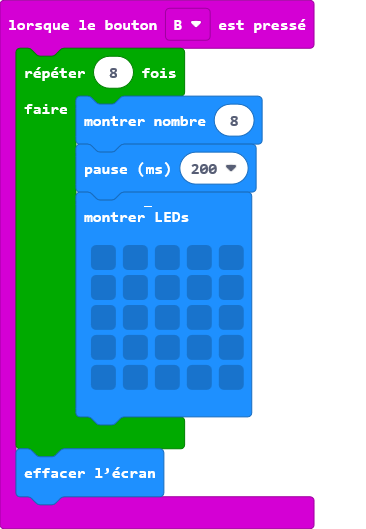 lorsque le bouton B est pressé
répéter 8 fois
faire
montrer nombre 8
pause (ms) 200
montrer LEDs
effacer l’écran